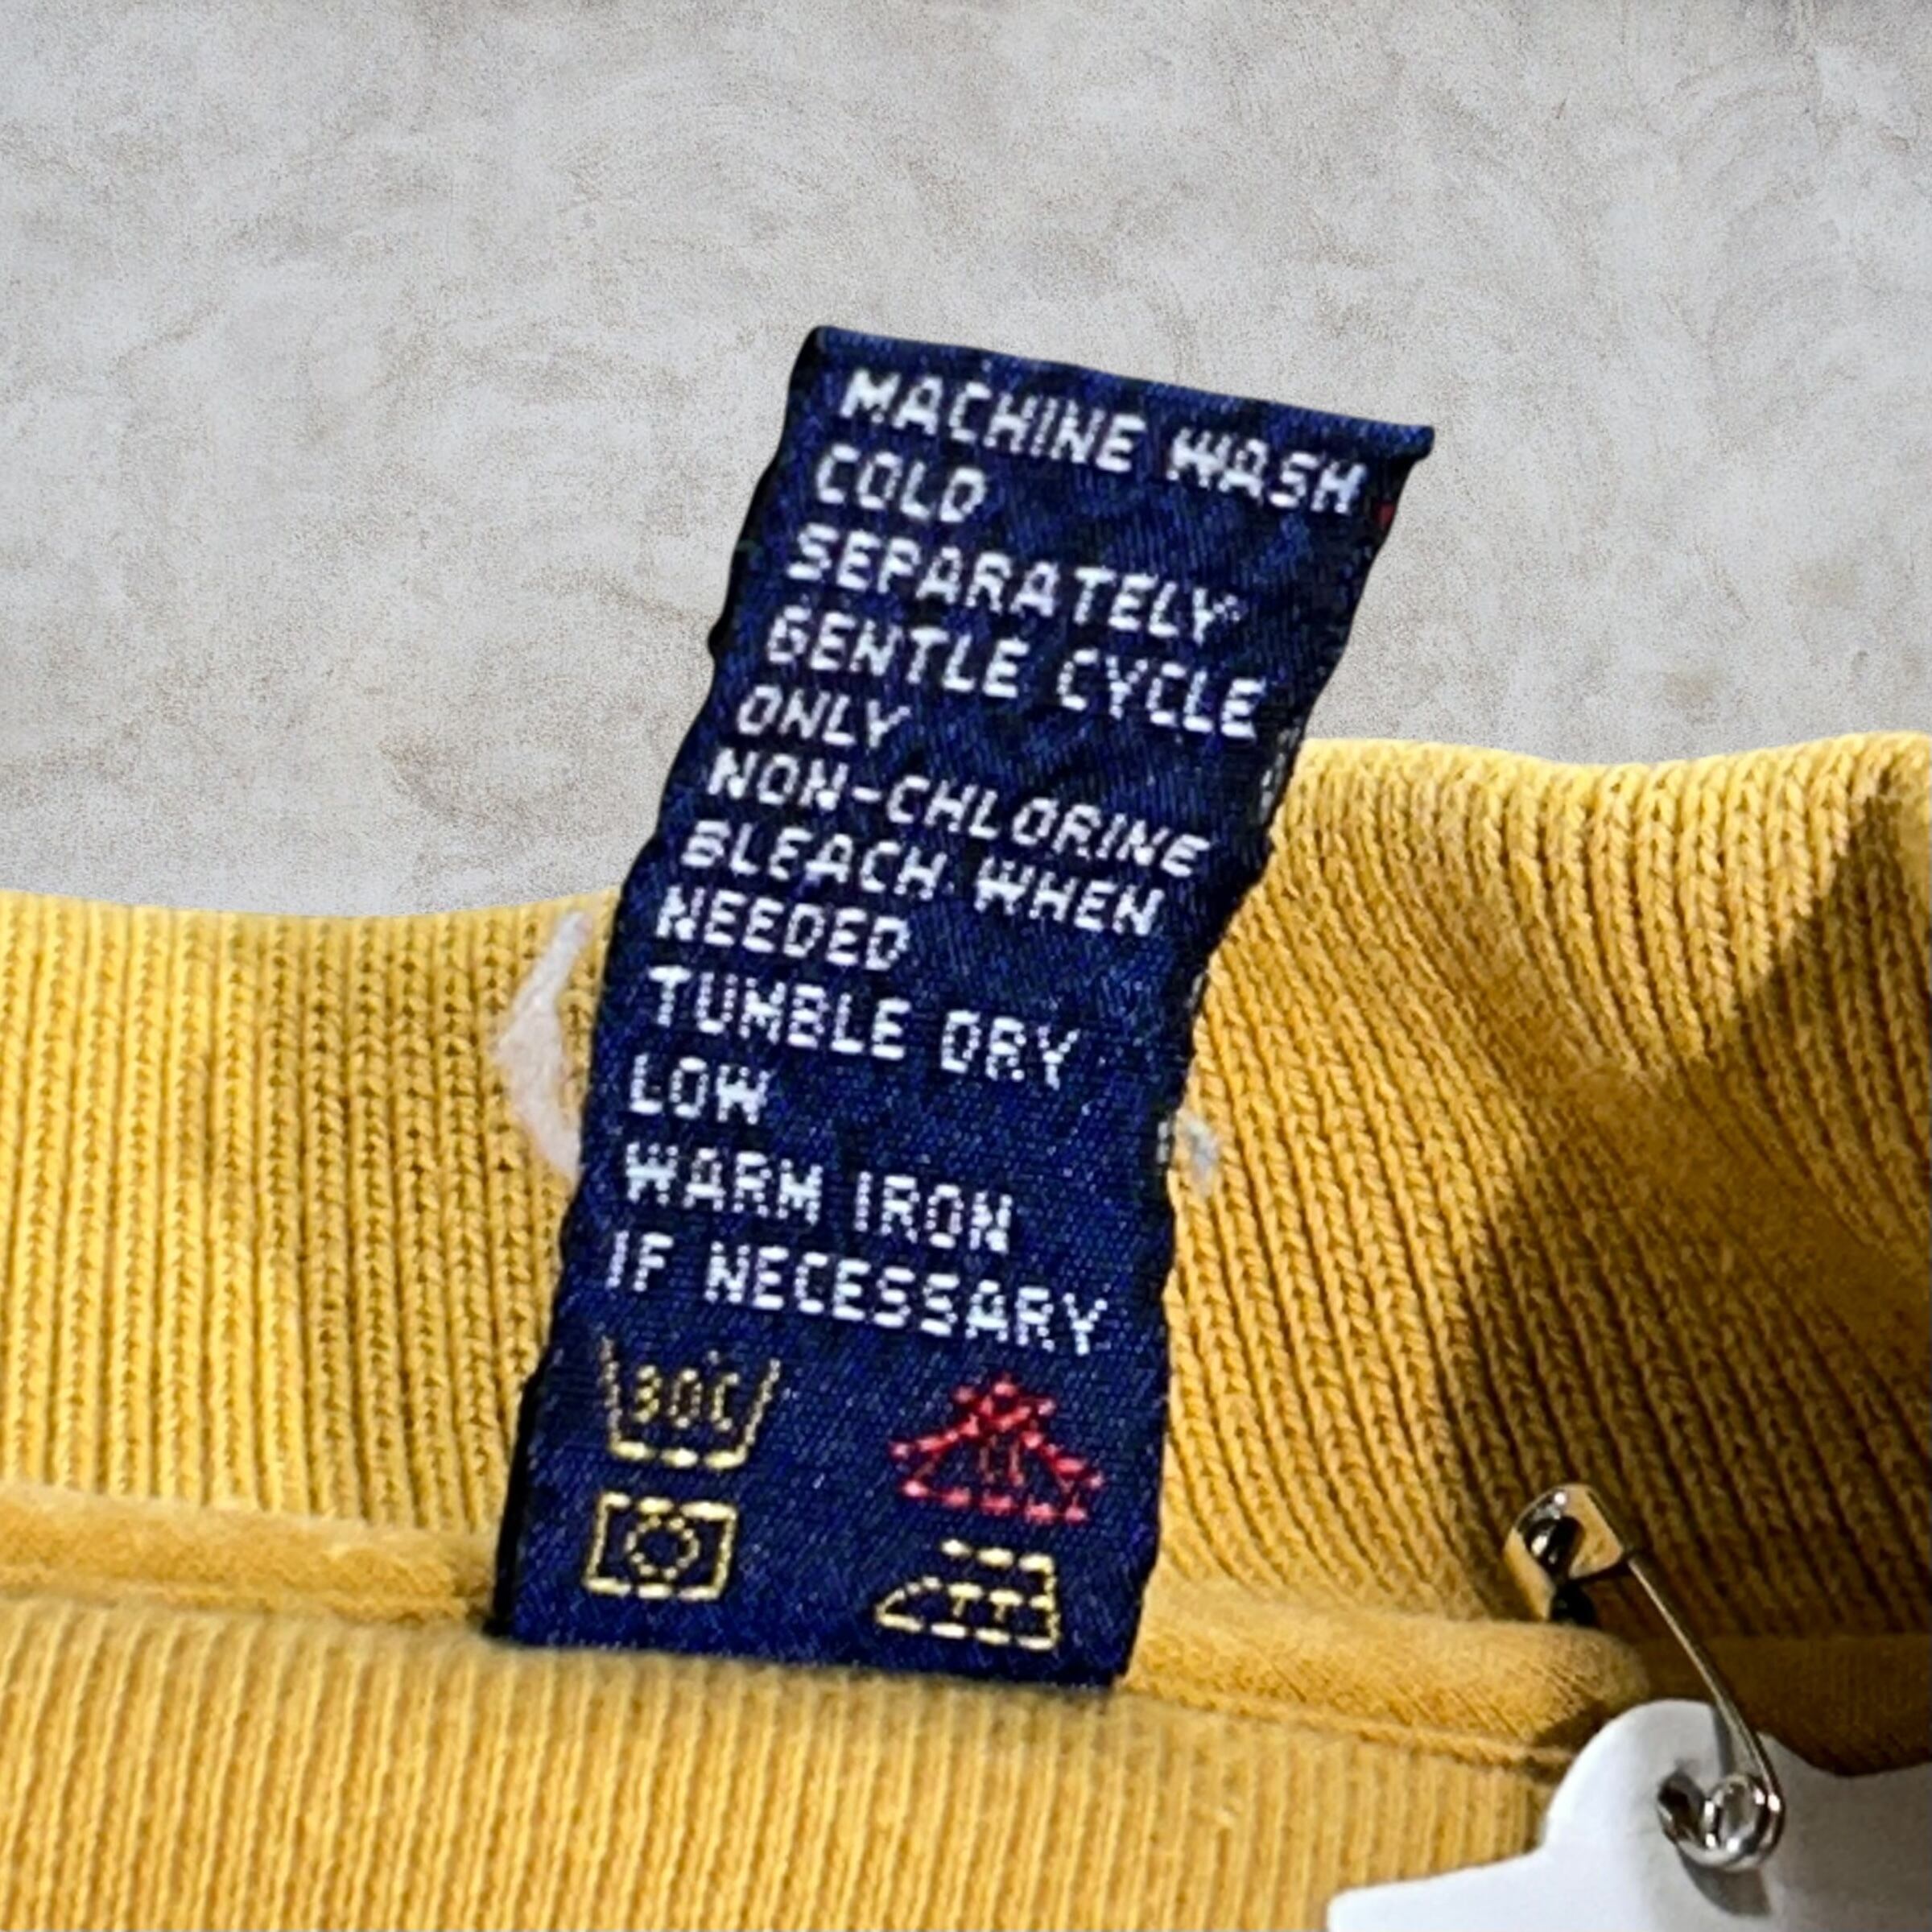 MACHINE WASH
COLD
SEPARATELY
GENTLE CYCLE
ONLY
NON-CHLORINE
BLEACH WHEN
NEEDED
TUMBLE DRY
LOW
WARM IRON
IF NECESSARY
30°C